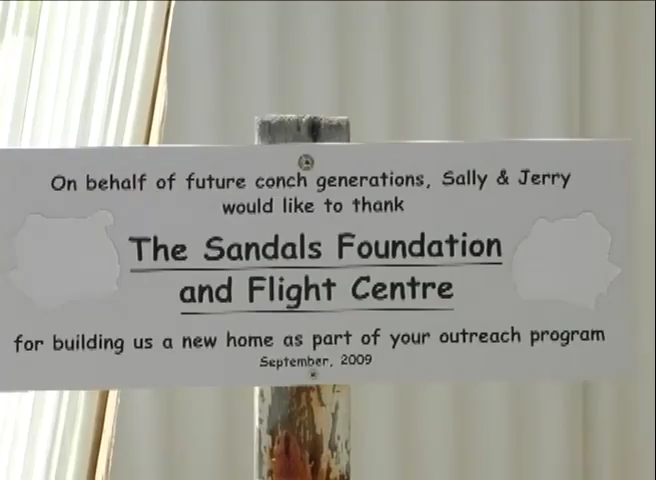 On behalf of future conch generations, Sally & Jerry
would like to thank
The Sandals Foundation
and Flight Centre
for building us a new home as part of your outreach program
September, 2009